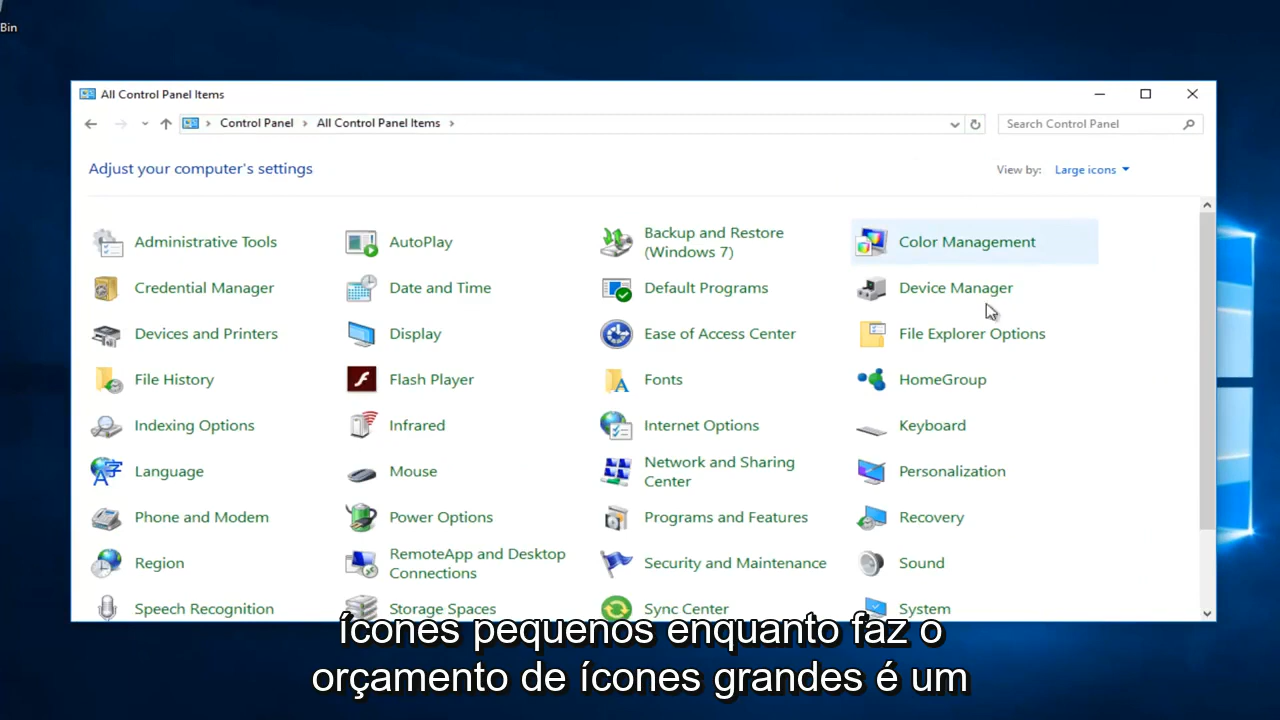 Bin
All Control Panel Items
Control Panel
All Control Panel Items
Search Control Panel
Adjust your computer's settings
View by:
Large icons
Administrative Tools
AutoPlay
Backup and Restore
(Windows 7)
Color Management
Credential Manager
Date and Time
Default Programs
Device Manager
Devices and Printers
Display
Ease of Access Center
File Explorer Options
File History
Flash Player
Fonts
HomeGroup
Indexing Options
Infrared
Internet Options
Keyboard
Language
Mouse
Network and Sharing
Center
Personalization
Phone and Modem
Power Options
Programs and Features
Recovery
Region
RemoteApp and Desktop
Connections
Security and Maintenance
Sound
Speech Recognition
Storage Spaces
Sync Center
System
ícones pequenos enquanto faz o
orçamento de ícones grandes é um